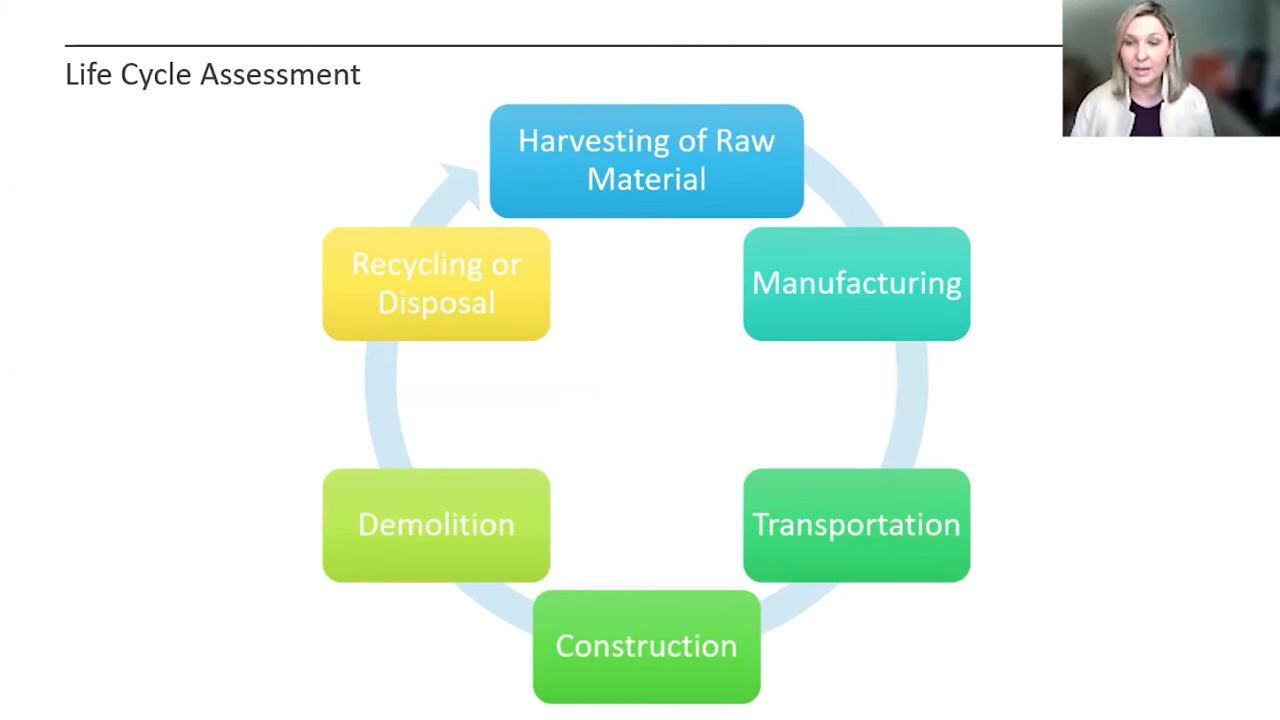 Life Cycle Assessment
Harvesting of Raw
Material
Manufacturing
Transportation
Construction
Demolition
Recycling or
Disposal